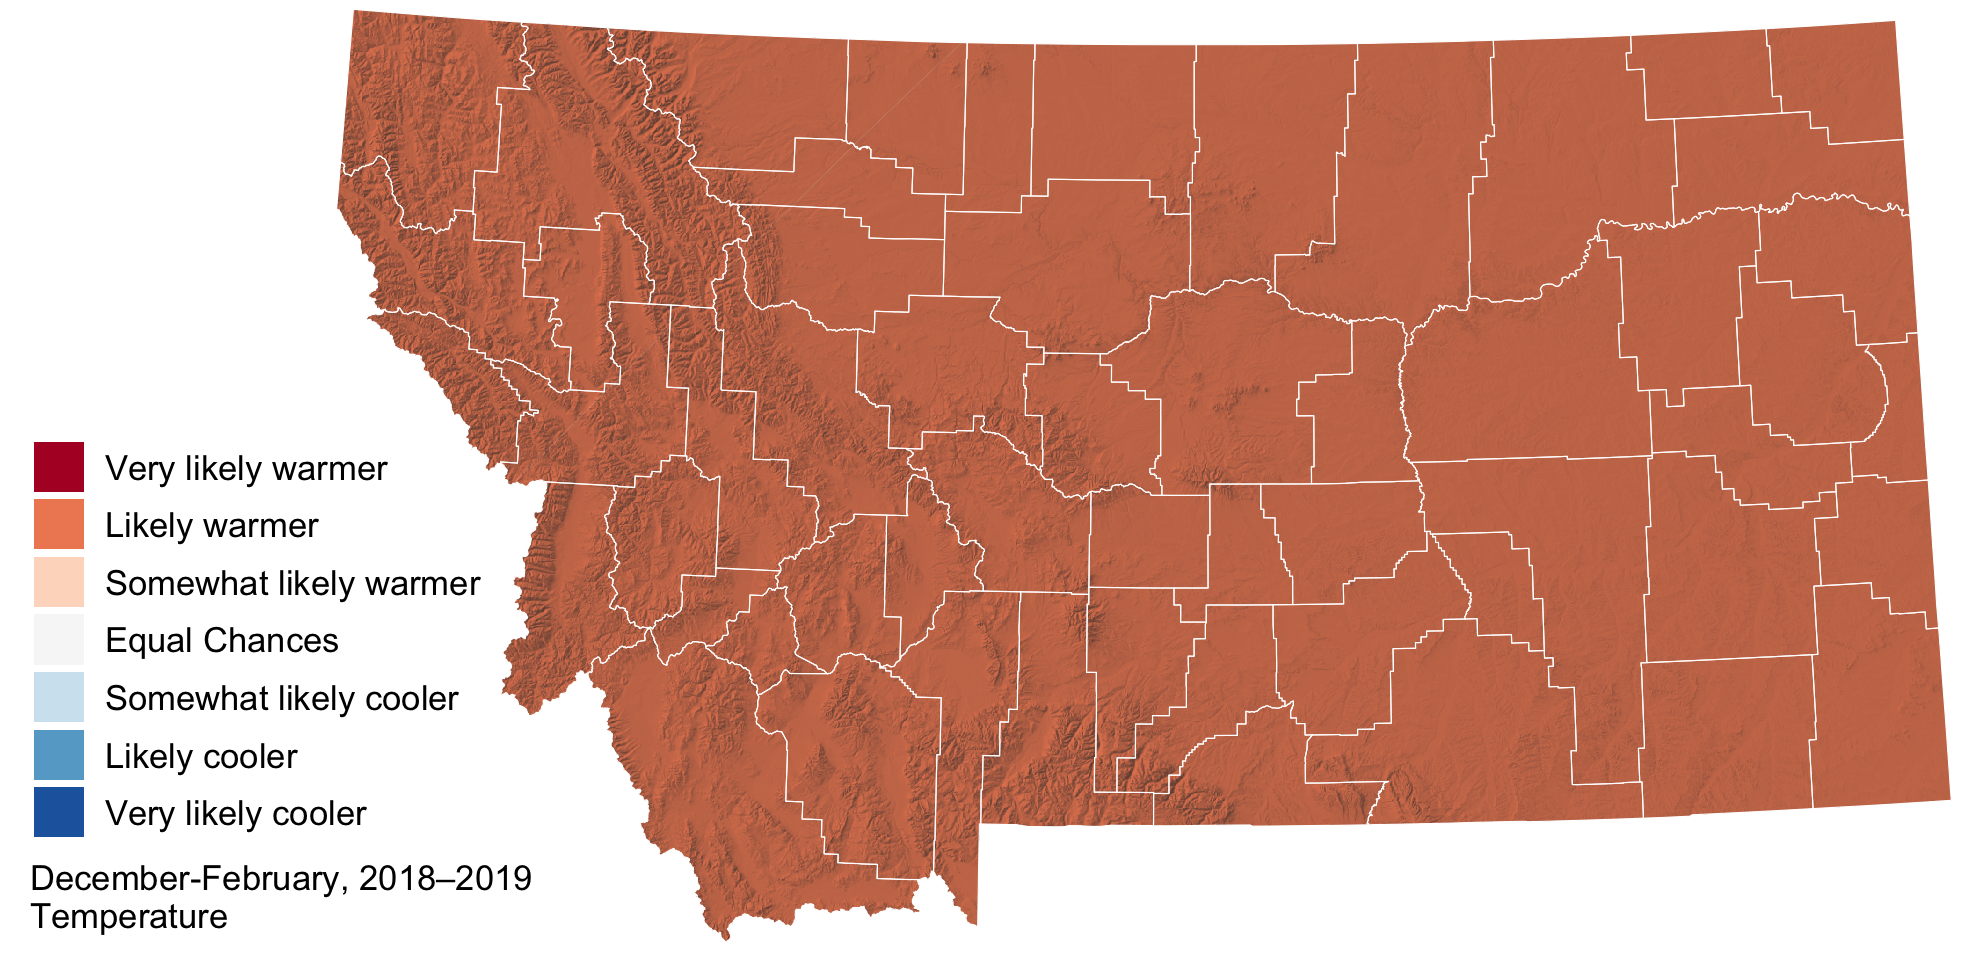 Very likely warmer
Likely warmer
Somewhat likely warmer
Equal Chances
Somewhat likely cooler
Likely cooler
Very likely cooler
December-February, 2018–2019
Temperature